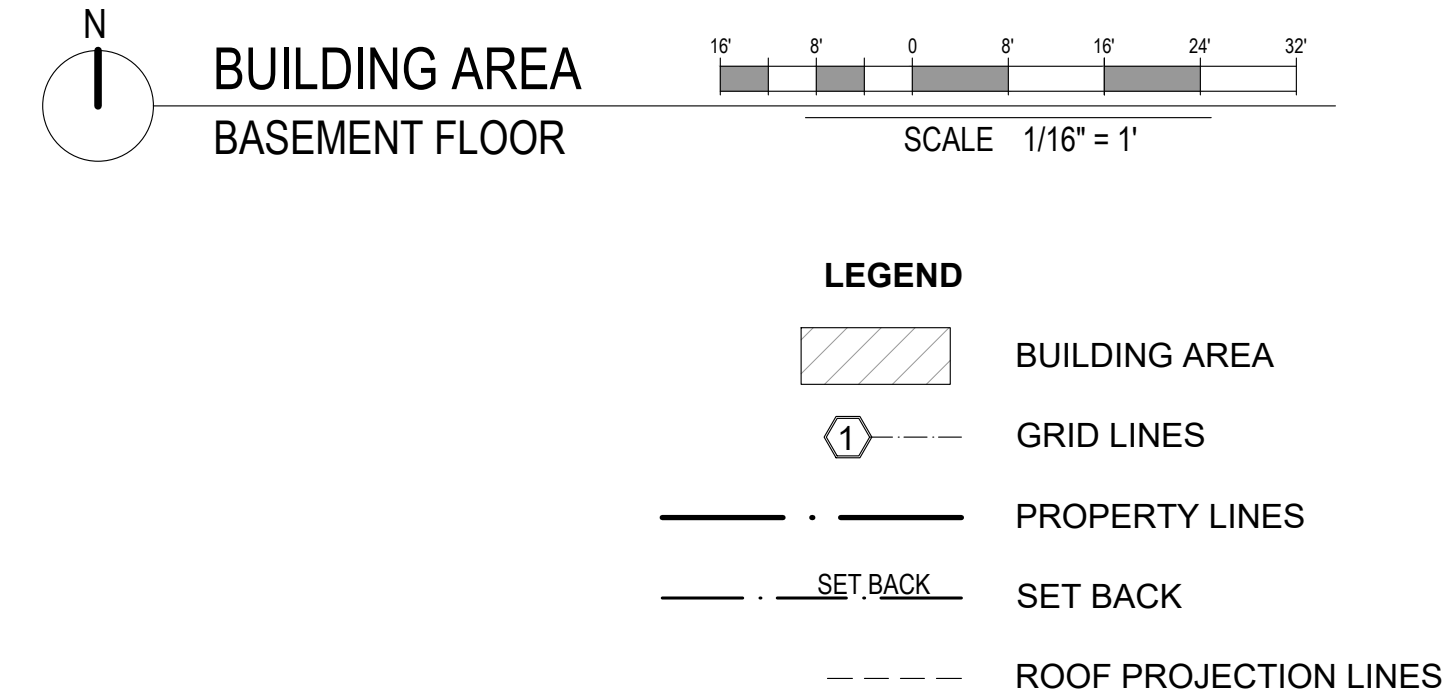 N
BUILDING AREA
16' 8' 0 8' 16' 24' 32'
BASEMENT FLOOR
SCALE 1/16" = 1'
LEGEND
BUILDING AREA
1 GRID LINES
PROPERTY LINES
SET BACK SET BACK
ROOF PROJECTION LINES